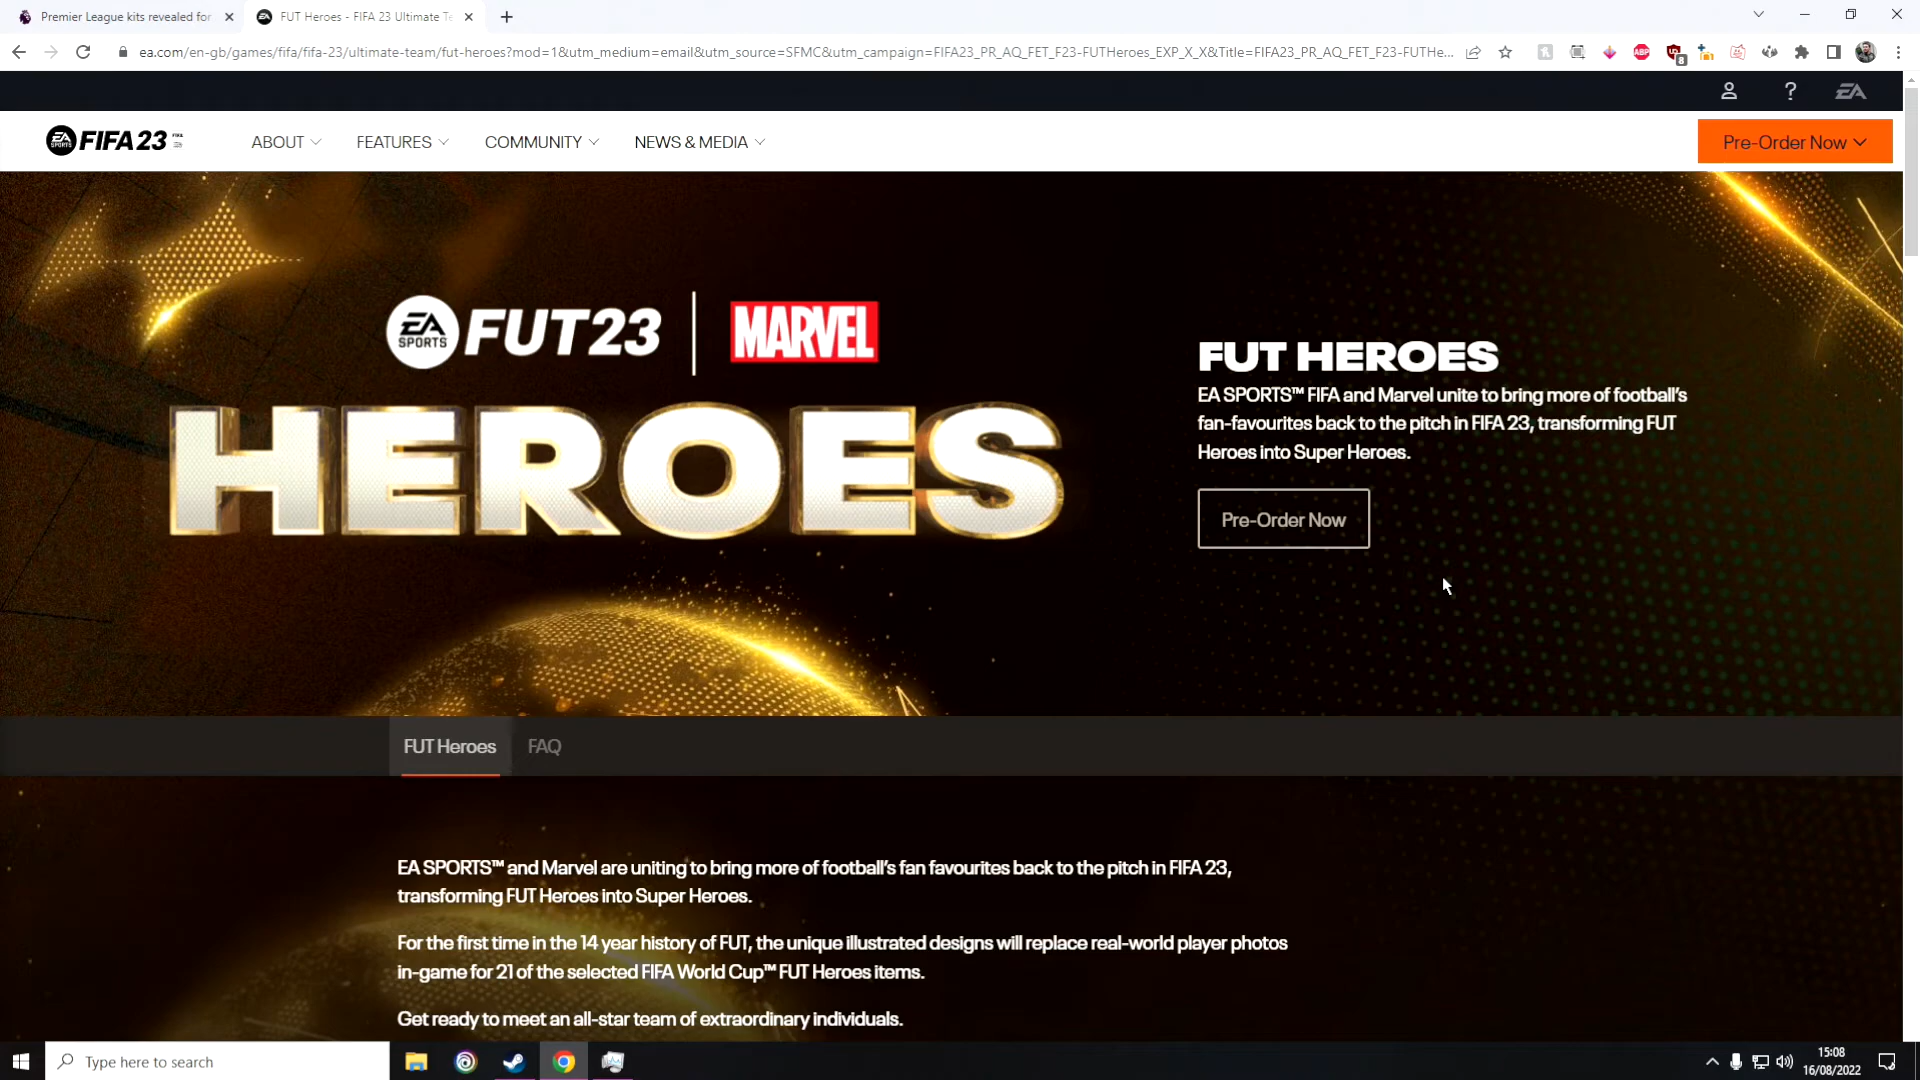 Premier League kits revealed for
FUT Heroes - FIFA 23 Ultimate Te
ea.com/en-gb/games/fifa/fifa-23/ultimate-team/fut-heroes?mod=1&utm_medium=email&utm_source=SFMC&utm_campaign=FIFA23_PR_AQ_FET_F23-FUTHeroes_EXP_X_X&Title=FIFA23_PR_AQ_FET_F23-FUTHe...
ABP
8
?
EA
EA SPORTS FIFA 23
ABOUT
FEATURES
COMMUNITY
NEWS & MEDIA
Pre-Order Now
EA SPORTS FUT23 | MARVEL
HEROES
FUT HEROES
EA SPORTS™ FIFA and Marvel unite to bring more of football's
fan-favourites back to the pitch in FIFA 23, transforming FUT
Heroes into Super Heroes.
Pre-Order Now
FUT Heroes
FAQ
EA SPORTS™ and Marvel are uniting to bring more of football's fan favourites back to the pitch in FIFA 23,
transforming FUT Heroes into Super Heroes.
For the first time in the 14 year history of FUT, the unique illustrated designs will replace real-world player photos
in-game for 21 of the selected FIFA World Cup™ FUT Heroes items.
Get ready to meet an all-star team of extraordinary individuals.
Type here to search
15:08
16/08/2022